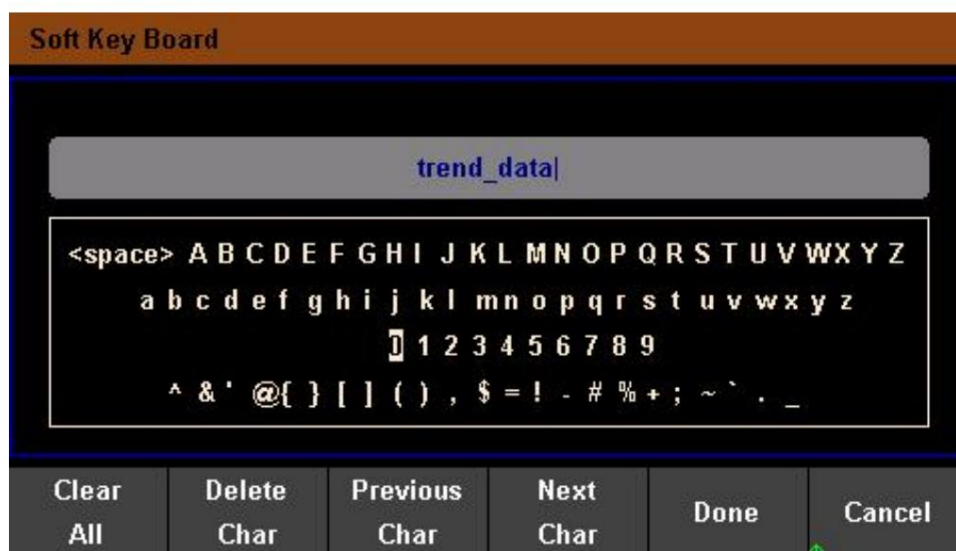 Soft Key Board
trend_data|
<space> A B C D E F G H I J K L M N O P Q R S T U V W X Y Z
a b c d e f g h i j k l m n o p q r s t u v w x y z
0 1 2 3 4 5 6 7 8 9
^ & ' @ { } [ ] ( ) , $ = ! - # % + ; ~ ` . _
Clear All
Delete Char
Previous Char
Next Char
Done
Cancel